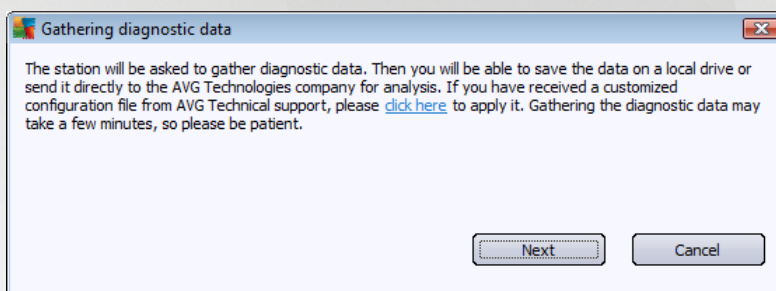 Gathering diagnostic data
The station will be asked to gather diagnostic data. Then you will be able to save the data on a local drive or
send it directly to the AVG Technologies company for analysis. If you have received a customized
configuration file from AVG Technical support, please click here to apply it. Gathering the diagnostic data may
take a few minutes, so please be patient.
Next Cancel